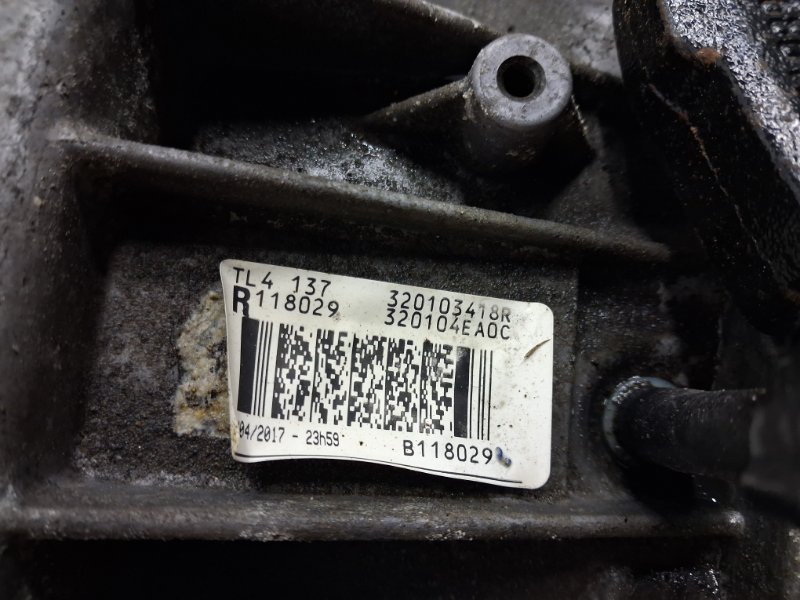 TL4 137
R118029 320103418R
320104EA0C
04/2017 - 23h59
B118029